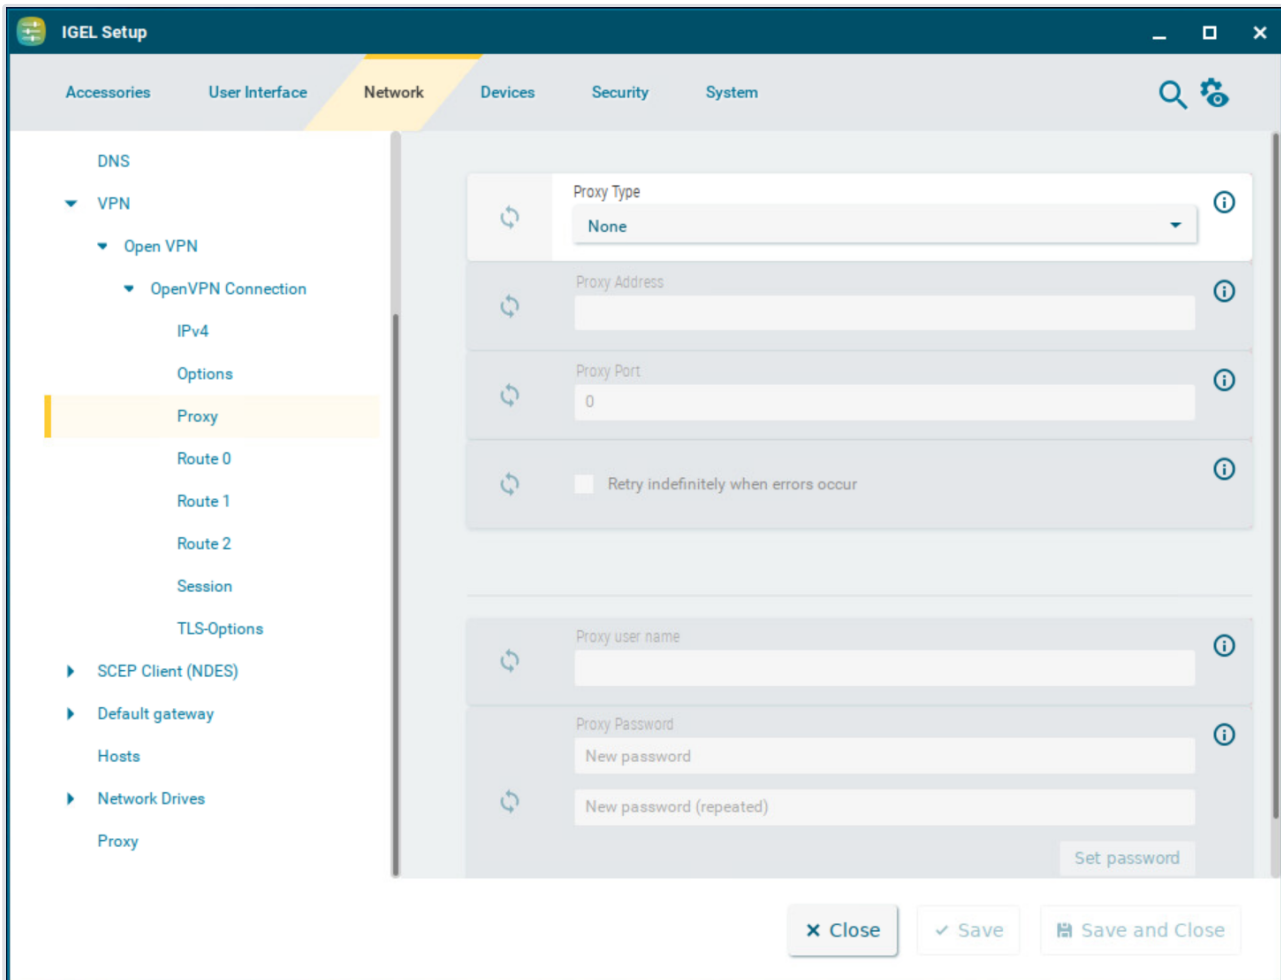 IGEL Setup
Accessories
User Interface
Network
Devices
Security
System
DNS
VPN
Open VPN
OpenVPN Connection
IPv4
Options
Proxy
Route 0
Route 1
Route 2
Session
TLS-Options
SCEP Client (NDES)
Default gateway
Hosts
Network Drives
Proxy
Proxy Type
None
Proxy Address
Proxy Port
0
Retry indefinitely when errors occur
Proxy user name
Proxy Password
New password
New password (repeated)
Set password
Close
Save
Save and Close